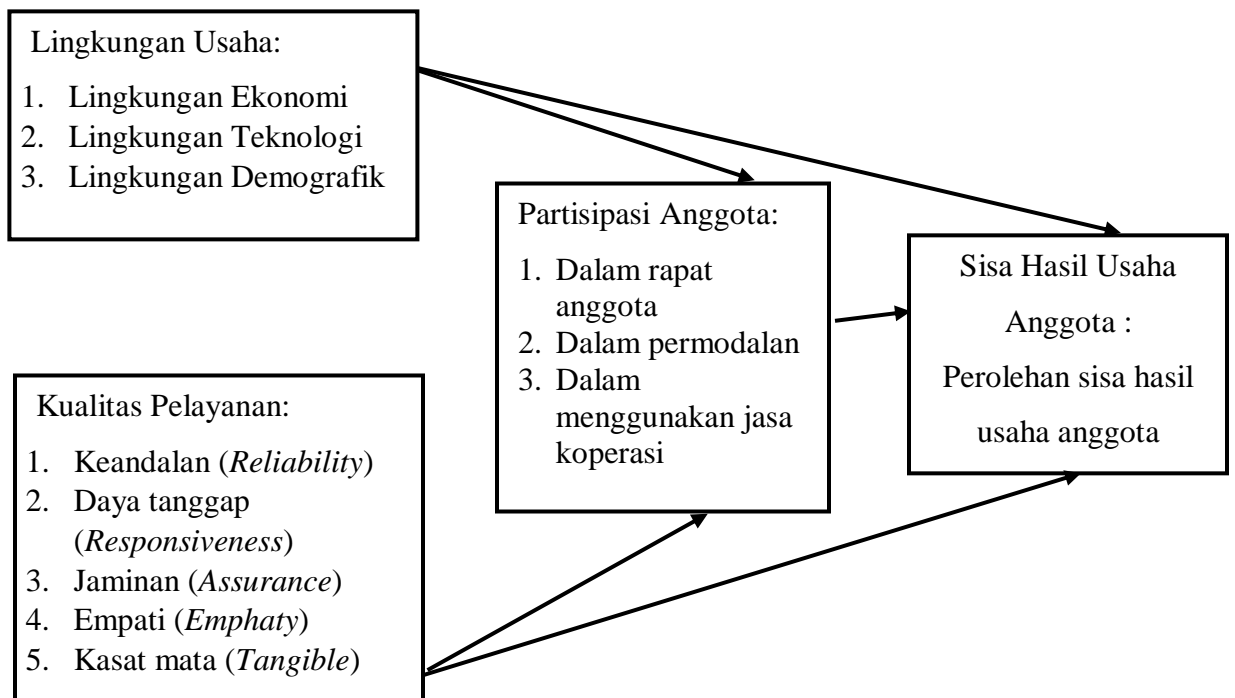 Lingkungan Usaha:
1. Lingkungan Ekonomi
2. Lingkungan Teknologi
3. Lingkungan Demografik
Partisipasi Anggota:
1. Dalam rapat
anggota
2. Dalam permodalan
3. Dalam
menggunakan jasa
koperasi
Sisa Hasil Usaha
Anggota :
Perolehan sisa hasil
usaha anggota
Kualitas Pelayanan:
1. Keandalan (Reliability)
2. Daya tanggap
(Responsiveness)
3. Jaminan (Assurance)
4. Empati (Emphaty)
5. Kasat mata (Tangible)